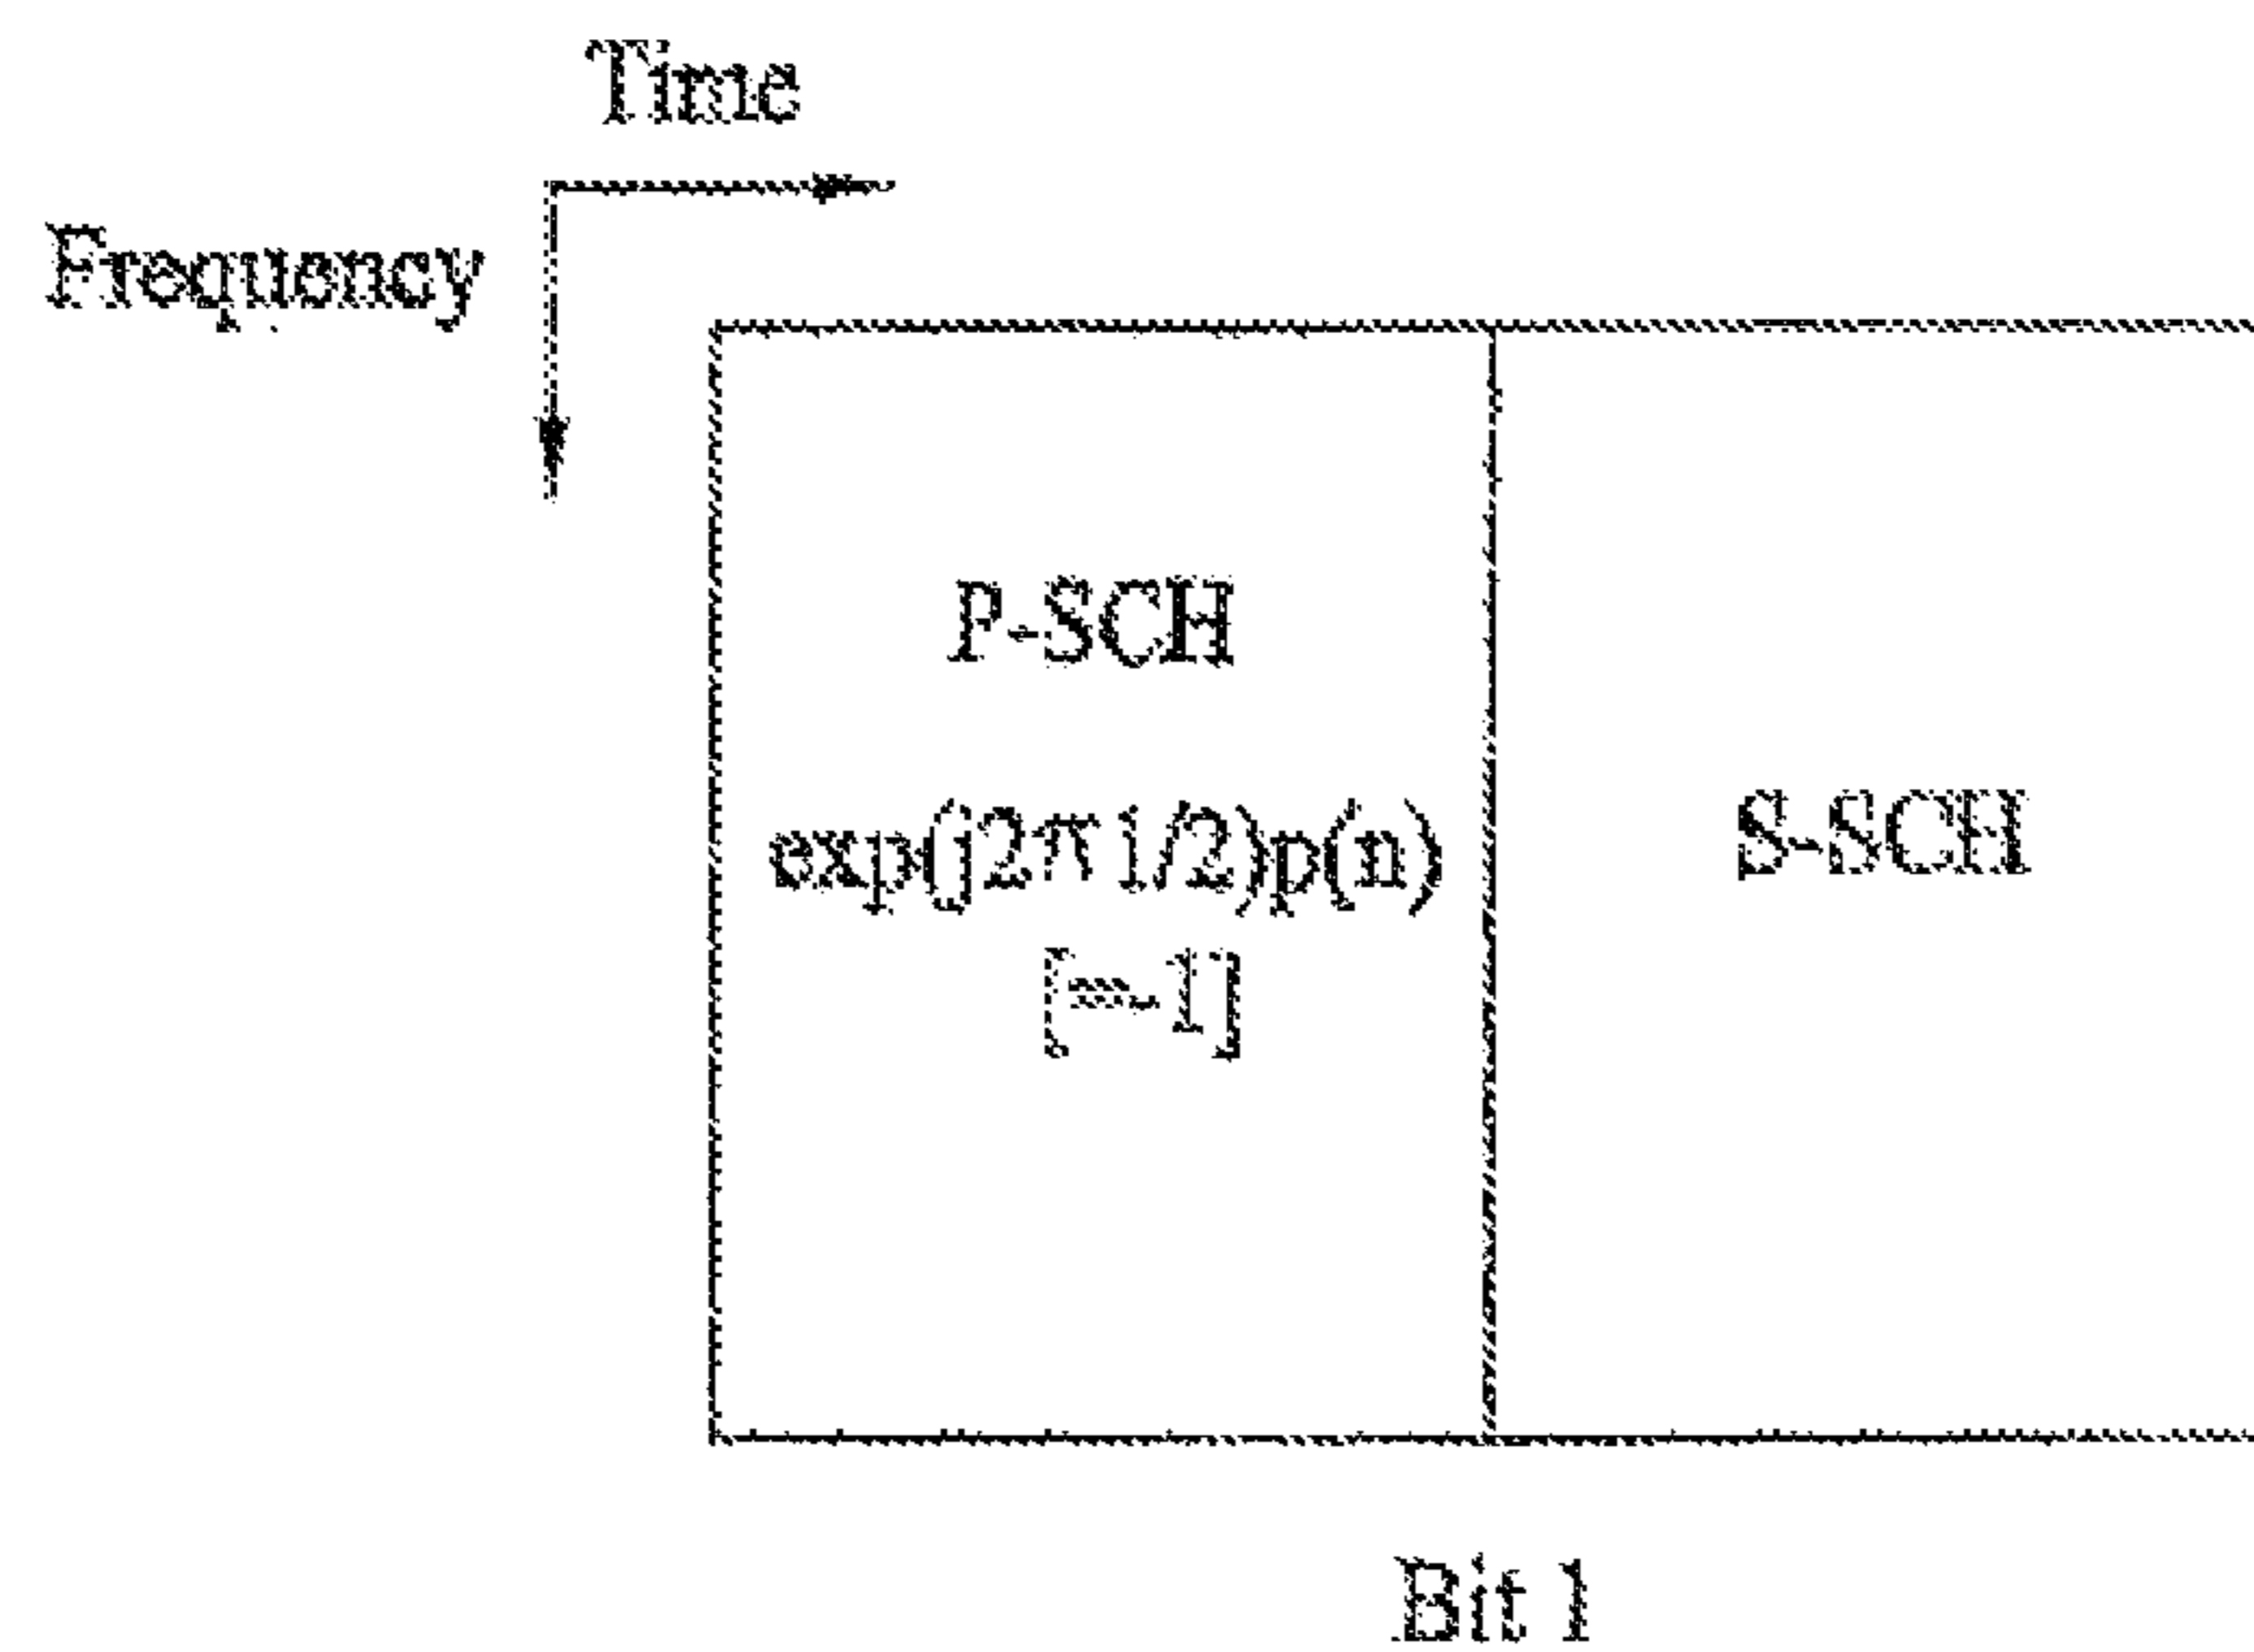 Time
Frequency
P-SCH
exp(j2π1/2)p(n)
[=-1]
S-SCH
Bit 1